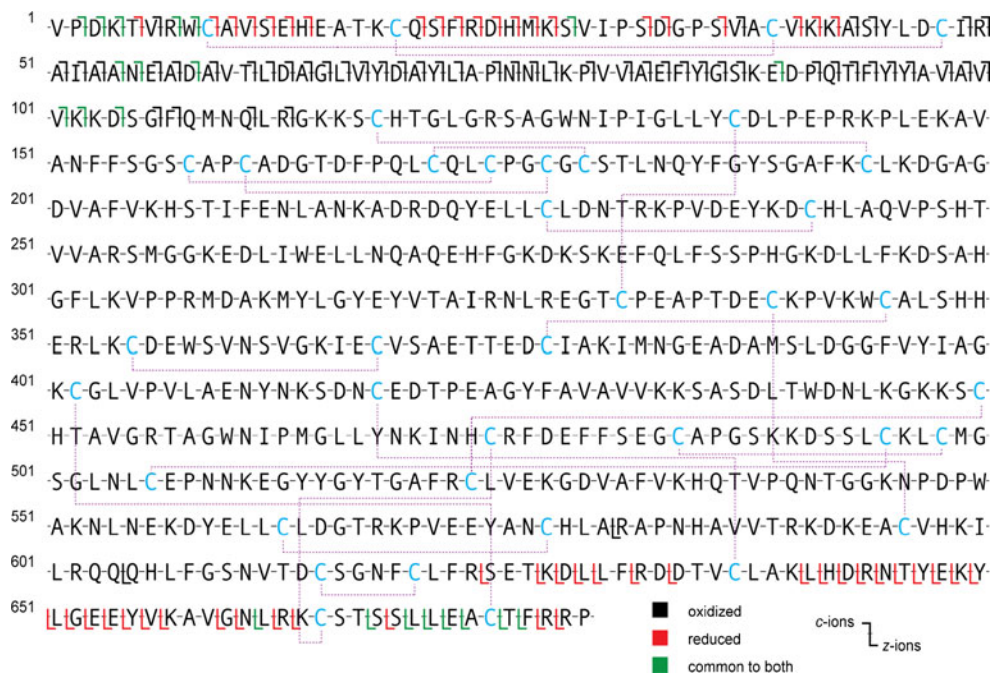 1 V-P-D-K-T-V-R-W-C-A-V-S-E-H-E-A-T-K-C-Q-S-F-R-D-H-M-K-S-V-I-P-S-D-G-P-S-V-A-C-V-K-K-A-S-Y-L-D-C-I-R-
51 A-I-A-A-N-E-A-D-A-V-T-L-D-A-G-L-V-Y-D-A-Y-L-A-P-N-N-L-K-P-V-V-A-E-F-Y-G-S-K-E-D-P-Q-T-F-Y-Y-A-V-A-V-
101 V-K-K-D-S-G-F-Q-M-N-Q-L-R-G-K-K-S-C-H-T-G-L-G-R-S-A-G-W-N-I-P-I-G-L-L-Y-C-D-L-P-E-P-R-K-P-L-E-K-A-V-
151 A-N-F-F-S-G-S-C-A-P-C-A-D-G-T-D-F-P-Q-L-C-Q-L-C-P-G-C-G-C-S-T-L-N-Q-Y-F-G-Y-S-G-A-F-K-C-L-K-D-G-A-G-
201 D-V-A-F-V-K-H-S-T-I-F-E-N-L-A-N-K-A-D-R-D-Q-Y-E-L-L-C-L-D-N-T-R-K-P-V-D-E-Y-K-D-C-H-L-A-Q-V-P-S-H-T-
251 V-V-A-R-S-M-G-G-K-E-D-L-I-W-E-L-L-N-Q-A-Q-E-H-F-G-K-D-K-S-K-E-F-Q-L-F-S-S-P-H-G-K-D-L-L-F-K-D-S-A-H-
301 G-F-L-K-V-P-P-R-M-D-A-K-M-Y-L-G-Y-E-Y-V-T-A-I-R-N-L-R-E-G-T-C-P-E-A-P-T-D-E-C-K-P-V-K-W-C-A-L-S-H-H-
351 E-R-L-K-C-D-E-W-S-V-N-S-V-G-K-I-E-C-V-S-A-E-T-T-E-D-C-I-A-K-I-M-N-G-E-A-D-A-M-S-L-D-G-G-F-V-Y-I-A-G-
401 K-C-G-L-V-P-V-L-A-E-N-Y-N-K-S-D-N-C-E-D-T-P-E-A-G-Y-F-A-V-A-V-V-K-K-S-A-S-D-L-T-W-D-N-L-K-G-K-K-S-C-
451 H-T-A-V-G-R-T-A-G-W-N-I-P-M-G-L-L-Y-N-K-I-N-H-C-R-F-D-E-F-F-S-E-G-C-A-P-G-S-K-K-D-S-S-L-C-K-L-C-M-G-
501 S-G-L-N-L-C-E-P-N-N-K-E-G-Y-Y-G-Y-T-G-A-F-R-C-L-V-E-K-G-D-V-A-F-V-K-H-Q-T-V-P-Q-N-T-G-G-K-N-P-D-P-W-
551 A-K-N-L-N-E-K-D-Y-E-L-L-C-L-D-G-T-R-K-P-V-E-E-Y-A-N-C-H-L-A-R-A-P-N-H-A-V-V-T-R-K-D-K-E-A-C-V-H-K-I-
601 L-R-Q-Q-Q-H-L-F-G-S-N-V-T-D-C-S-G-N-F-C-L-F-R-S-E-T-K-D-L-L-F-R-D-D-T-V-C-L-A-K-L-H-D-R-N-T-Y-E-K-Y-
651 L-G-E-E-Y-V-K-A-V-G-N-L-R-K-C-S-T-S-S-L-L-E-A-C-T-F-R-R-P-
oxidized
reduced
common to both
c-ions
z-ions